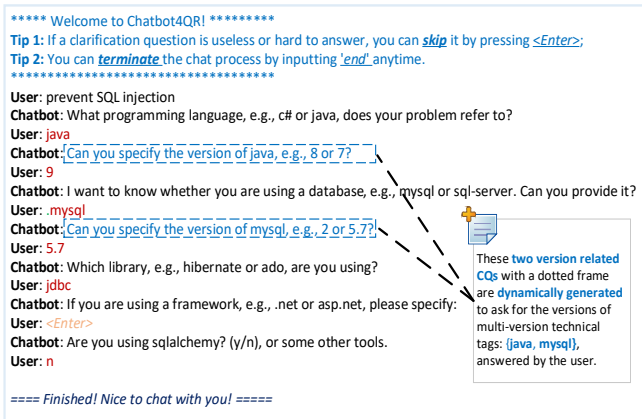 ***** Welcome to Chatbot4QR! *********
Tip 1: If a clarification question is useless or hard to answer, you can skip it by pressing <Enter>;
Tip 2: You can terminate the chat process by inputting 'end' anytime.
************************************
User: prevent SQL injection
Chatbot: What programming language, e.g., c# or java, does your problem refer to?
User: java
Chatbot: Can you specify the version of java, e.g., 8 or 7?
User: 9
Chatbot: I want to know whether you are using a database, e.g., mysql or sql-server. Can you provide it?
User: .mysql
Chatbot: Can you specify the version of mysql, e.g., 2 or 5.7?
User: 5.7
Chatbot: Which library, e.g., hibernate or ado, are you using?
User: jdbc
Chatbot: If you are using a framework, e.g., .net or asp.net, please specify:
User: <Enter>
Chatbot: Are you using sqlalchemy? (y/n), or some other tools.
User: n
==== Finished! Nice to chat with you! =====
These two version related
CQs with a dotted frame
are dynamically generated
to ask for the versions of
multi-version technical
tags: {java, mysql},
answered by the user.